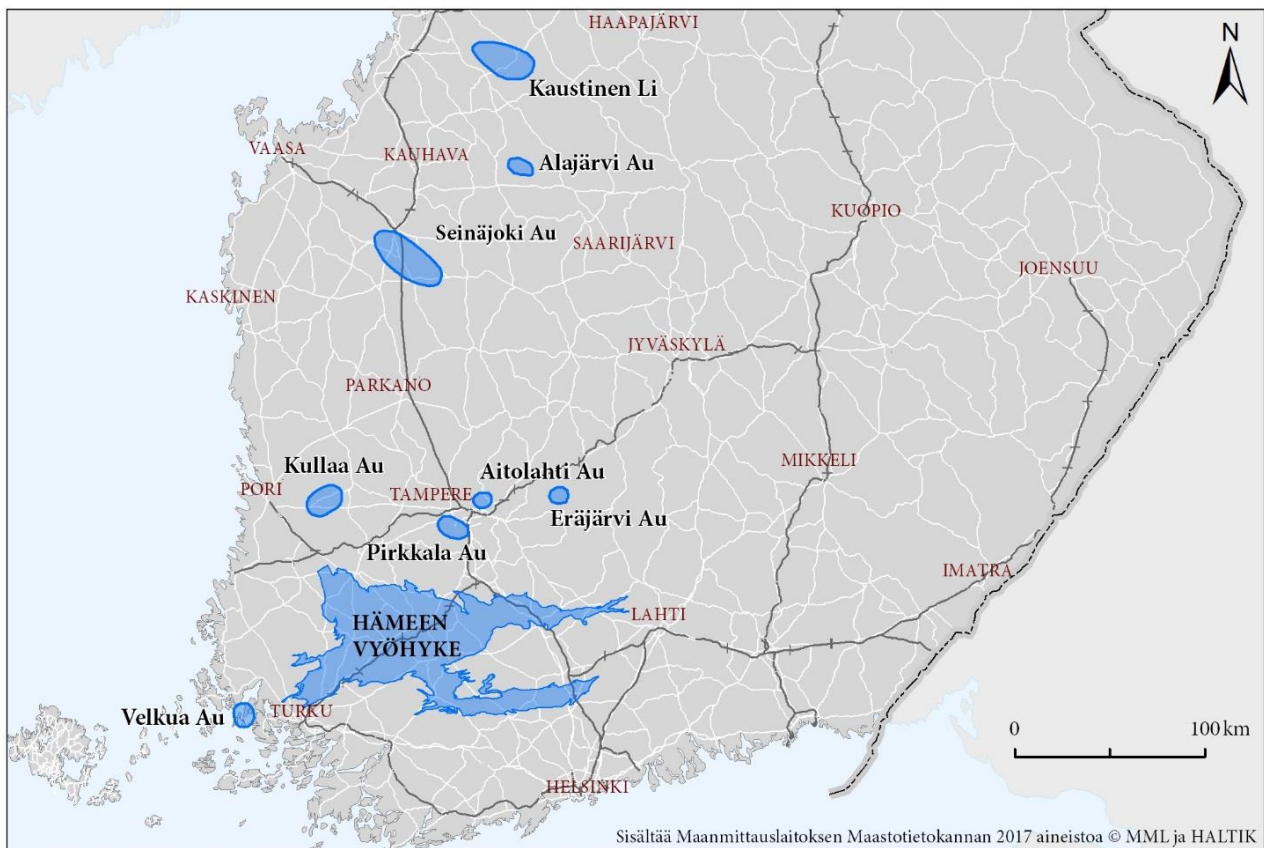 HAAPAJÄRVI
N
Kaustinen Li
VAASA
KAUHAVA
Alajärvi Au
KUOPIO
Seinäjoki Au
SAARIJÄRVI
JOENSUU
KASKINEN
JYVÄSKYLÄ
PARKANO
Kullaa Au
Aitolahti Au
MIKKELI
PORI
TAMPERE
Eräjärvi Au
Pirkkala Au
IMATRA
HÄMEEN
VYÖHYKE
LAHTI
Velkua Au
TURKU
0 100 km
HELSINKI
Sisältää Maanmittauslaitoksen Maastotietokannan 2017 aineistoa © MML ja HALTIK